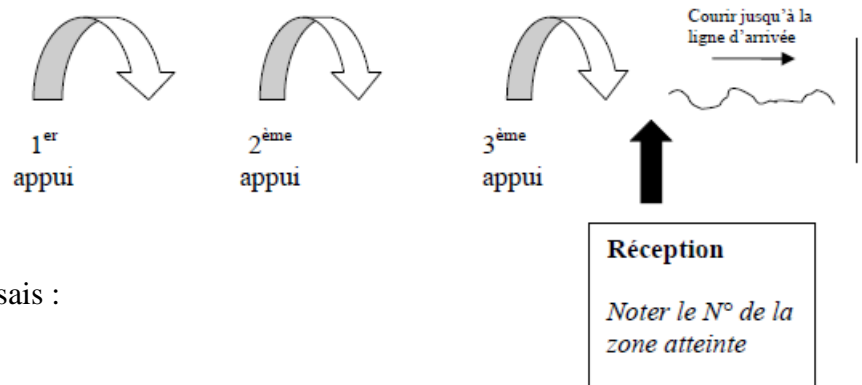 Courir jusqu'à la
ligne d'arrivée
1er
appui
2ème
appui
3ème
appui
Réception
Noter le N° de la
zone atteinte
sais :